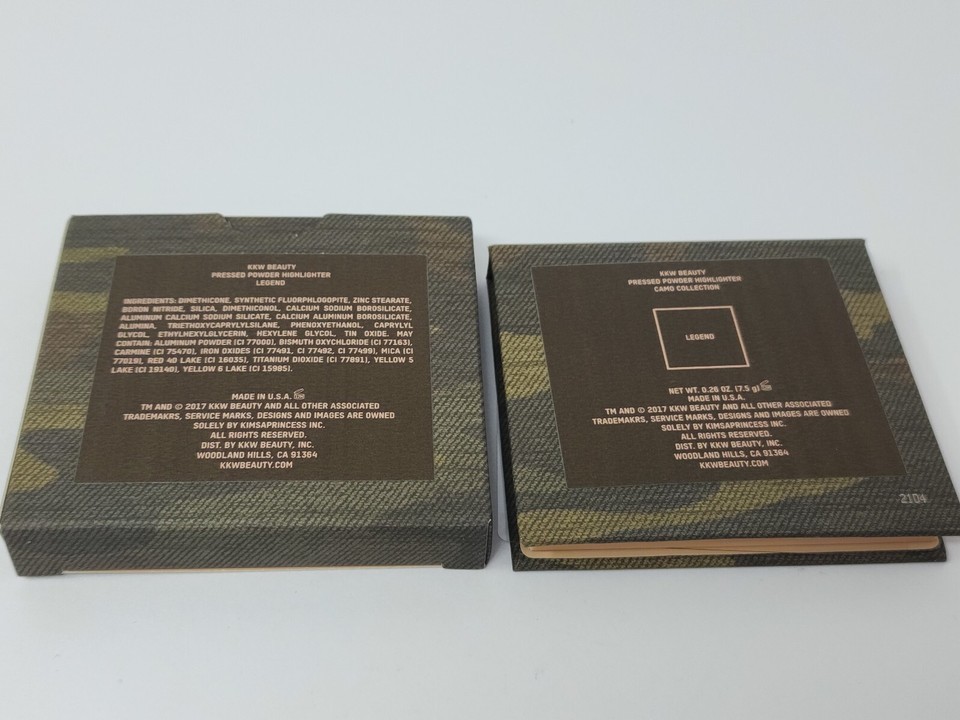 KKW BEAUTY
PRESSED POWDER HIGHLIGHTER
LEGEND
INGREDIENTS: DIMETHICONE, SYNTHETIC FLUORPHLOGOPITE, ZINC STEARATE,
BORON NITRIDE, SILICA, DIMETHICONOL, CALCIUM SODIUM BOROSILICATE,
ALUMINUM CALCIUM SODIUM SILICATE, CALCIUM ALUMINUM BOROSILICATE,
ALUMINA, TRIETHOXYCAPRYLYLSILANE, PHENOXYETHANOL, CAPRYLYL
GLYCOL, ETHYLHEXYLGLYCERIN, HEXYLENE GLYCOL, TIN OXIDE. MAY
CONTAIN: ALUMINUM POWDER (CI 77000), BISMUTH OXYCHLORIDE (CI 77163),
CARMINE (CI 75470), IRON OXIDES (CI 77491, CI 77492, CI 77499), MICA (CI
77019), RED 40 LAKE (CI 16035), TITANIUM DIOXIDE (CI 77891), YELLOW 5
LAKE (CI 19140), YELLOW 6 LAKE (CI 15985).
MADE IN U.S.A.
TM AND © 2017 KKW BEAUTY AND ALL OTHER ASSOCIATED
TRADEMAKRS, SERVICE MARKS, DESIGNS AND IMAGES ARE OWNED
SOLELY BY KIMSAPRINCESS INC.
ALL RIGHTS RESERVED.
DIST. BY KKW BEAUTY, INC.
WOODLAND HILLS, CA 91364
KKWBEAUTY.COM
KKW BEAUTY
PRESSED POWDER HIGHLIGHTER
CAMO COLLECTION
LEGEND
NET WT. 0.26 OZ. (7.5 g)
MADE IN U.S.A.
TM AND © 2017 KKW BEAUTY AND ALL OTHER ASSOCIATED
TRADEMAKRS, SERVICE MARKS, DESIGNS AND IMAGES ARE OWNED
SOLELY BY KIMSAPRINCESS INC.
ALL RIGHTS RESERVED.
DIST. BY KKW BEAUTY, INC.
WOODLAND HILLS, CA 91364
KKWBEAUTY.COM
2104